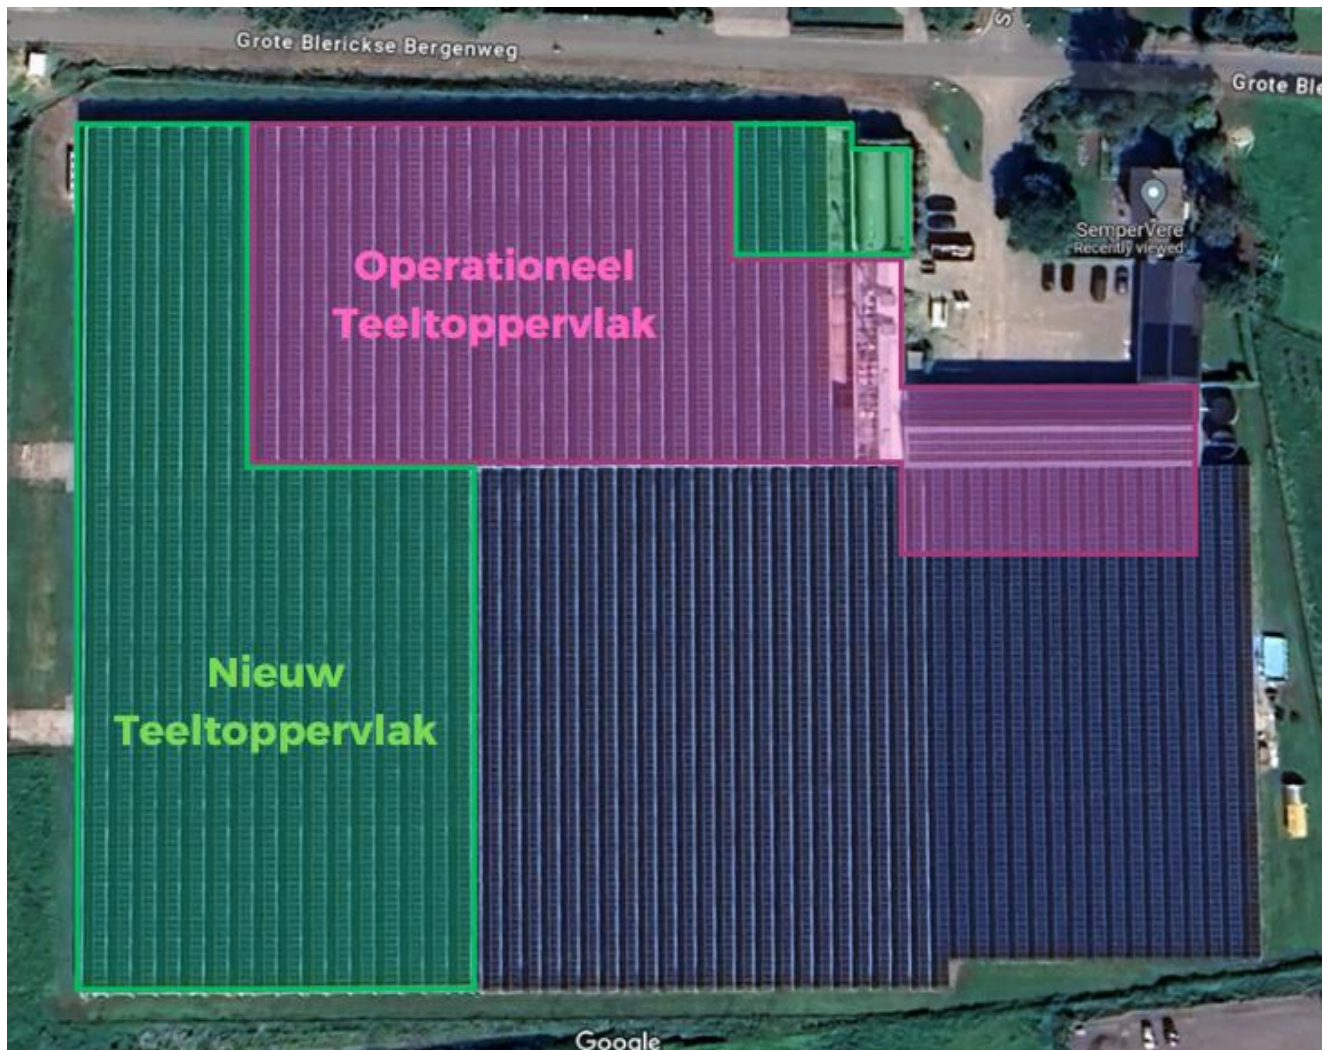 Grote Blerickse Bergenweg
Grote Ble
SemperVere
Recently viewed
Operationeel
Teeltoppervlak
Nieuw
Teeltoppervlak
Google